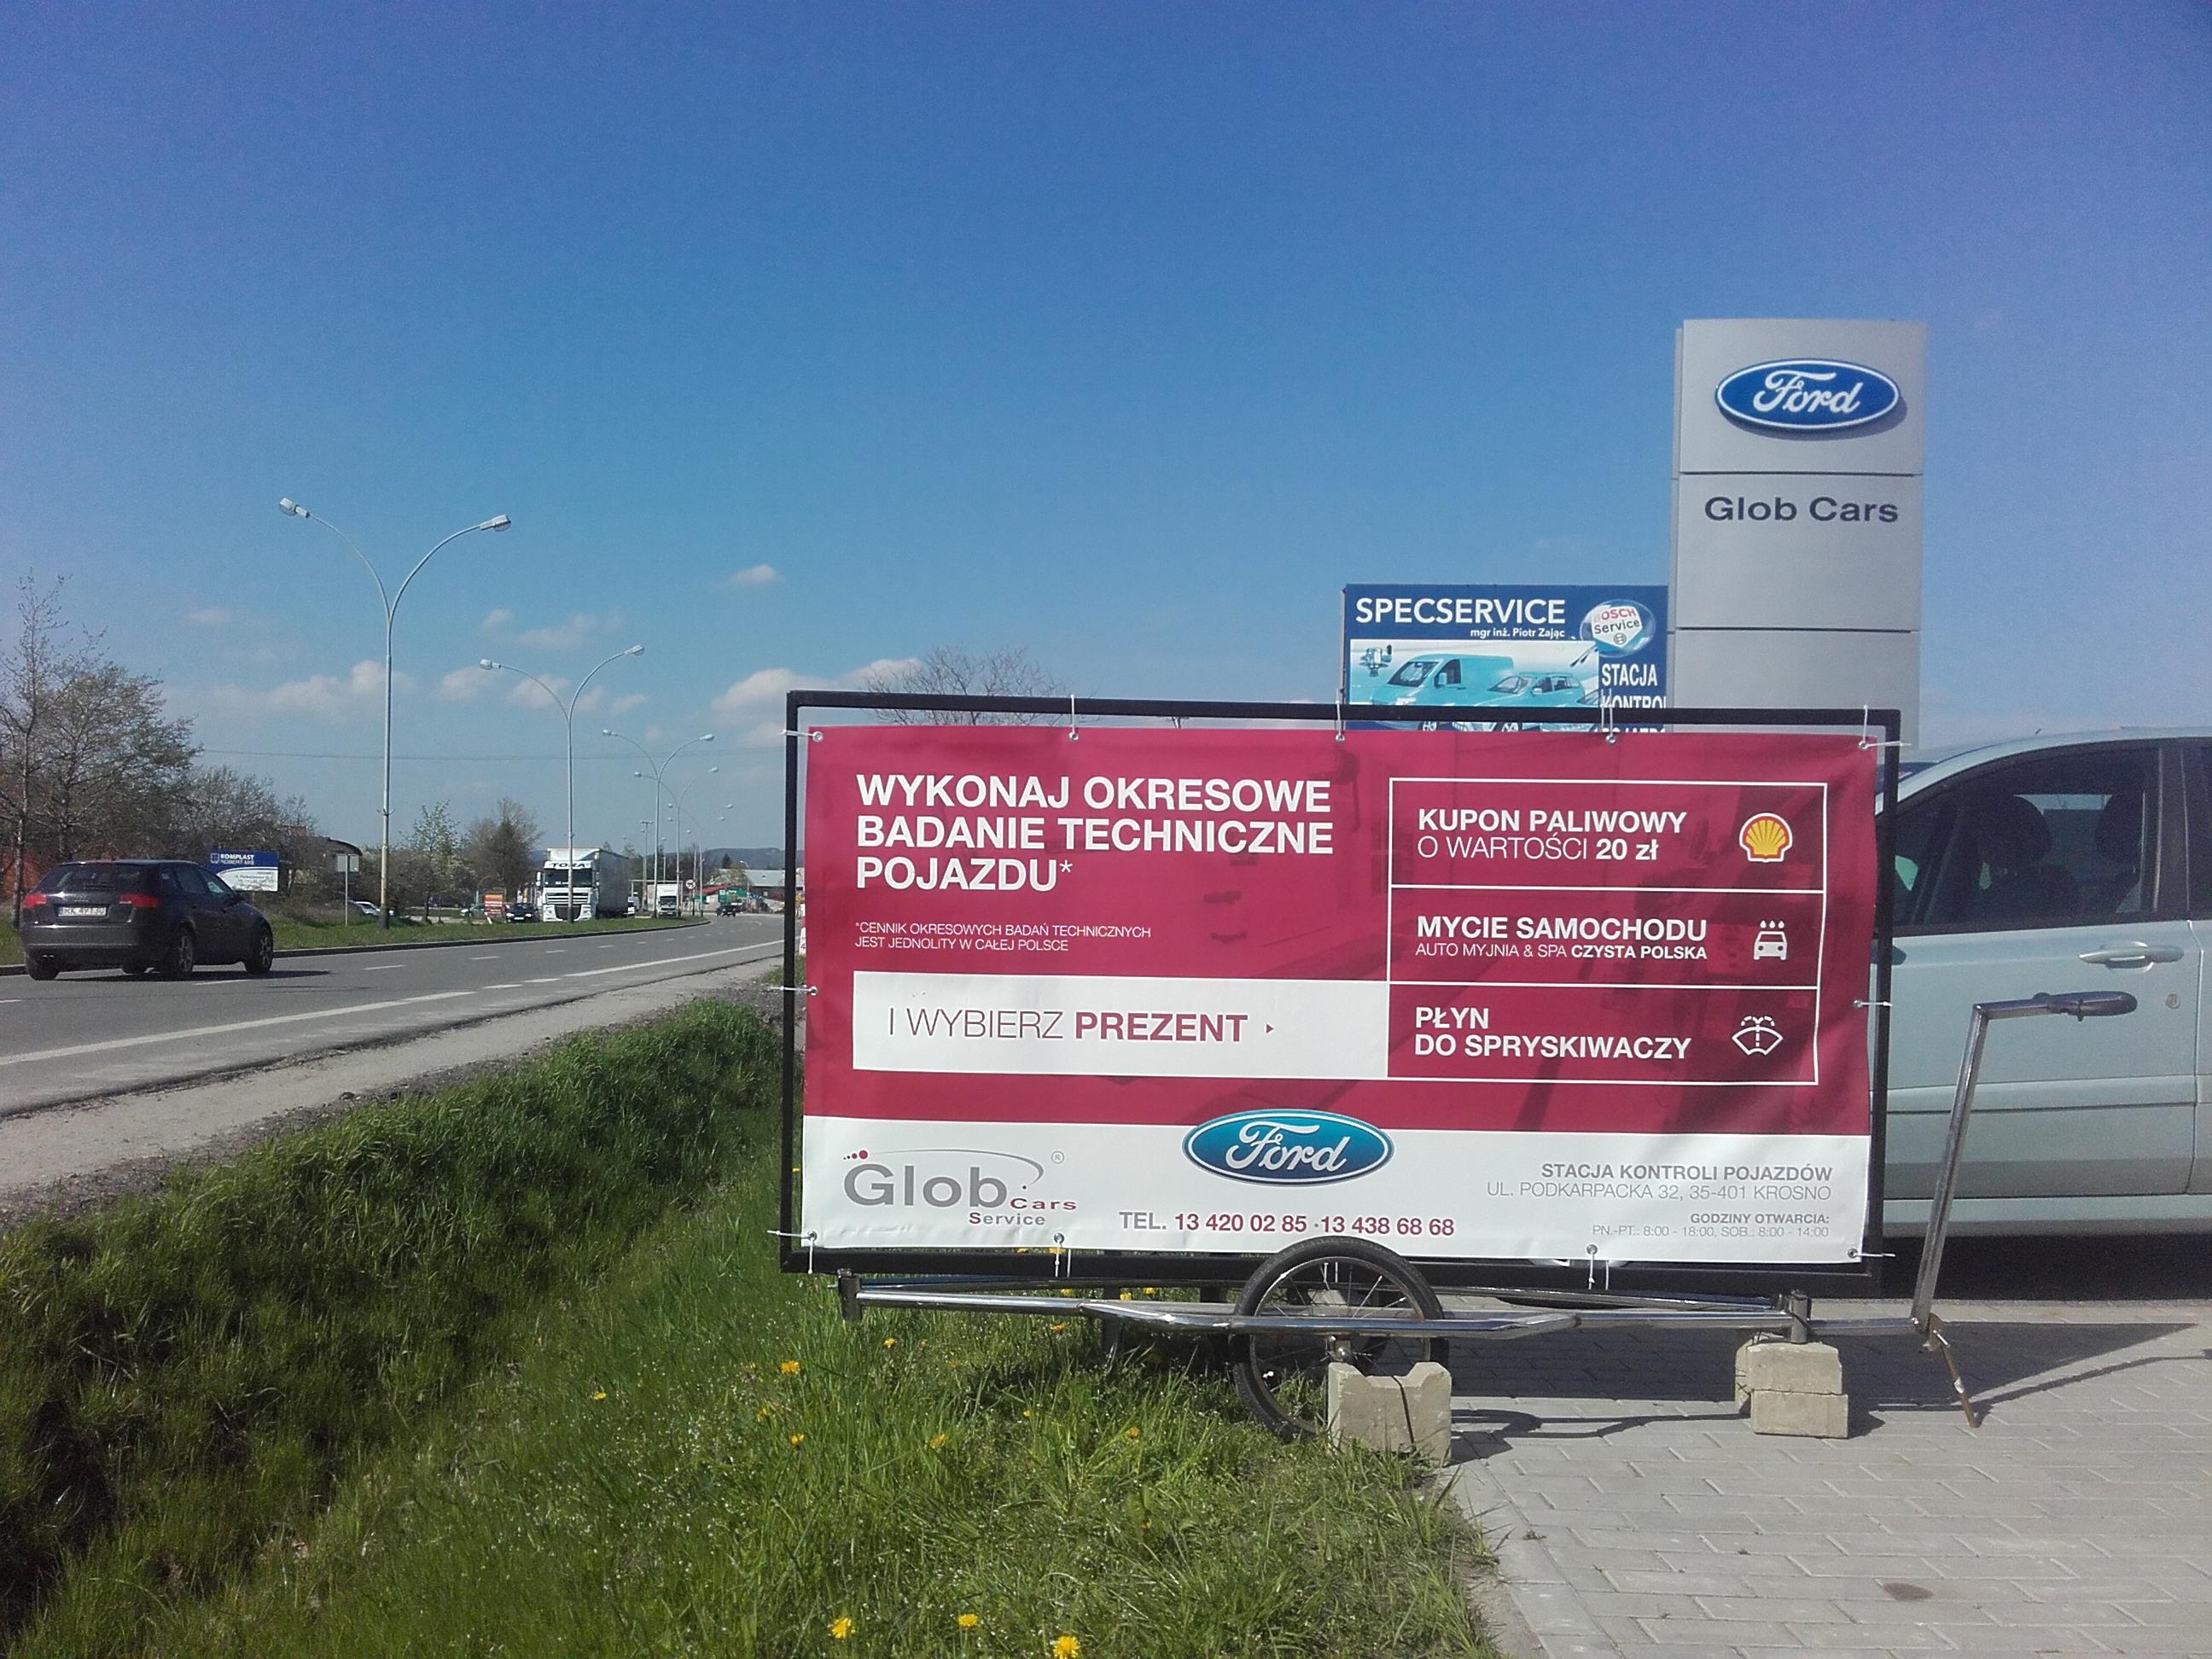 Ford
Glob Cars
SPECSERVICE
mgr inż. Piotr Zając
BOSCH
Service
STACJA
KONTROL
WYKONAJ OKRESOWE
BADANIE TECHNICZNE
POJAZDU*
*CENNIK OKRESOWYCH BADAŃ TECHNICZNYCH
JEST JEDNOLITY W CAŁEJ POLSCE
I WYBIERZ PREZENT
KUPON PALIWOWY
O WARTOŚCI 20 zł
MYCIE SAMOCHODU
AUTO MYJNIA & SPA CZYSTA POLSKA
PŁYN
DO SPRYSKIWACZY
Glob ®
Cars
Service
Ford
TEL. 13 420 02 85 · 13 438 68 68
STACJA KONTROLI POJAZDÓW
UL. PODKARPACKA 32, 35-401 KROSNO
GODZINY OTWARCIA:
PN.-PT.: 8:00 - 18:00, SOB.: 8:00 - 14:00